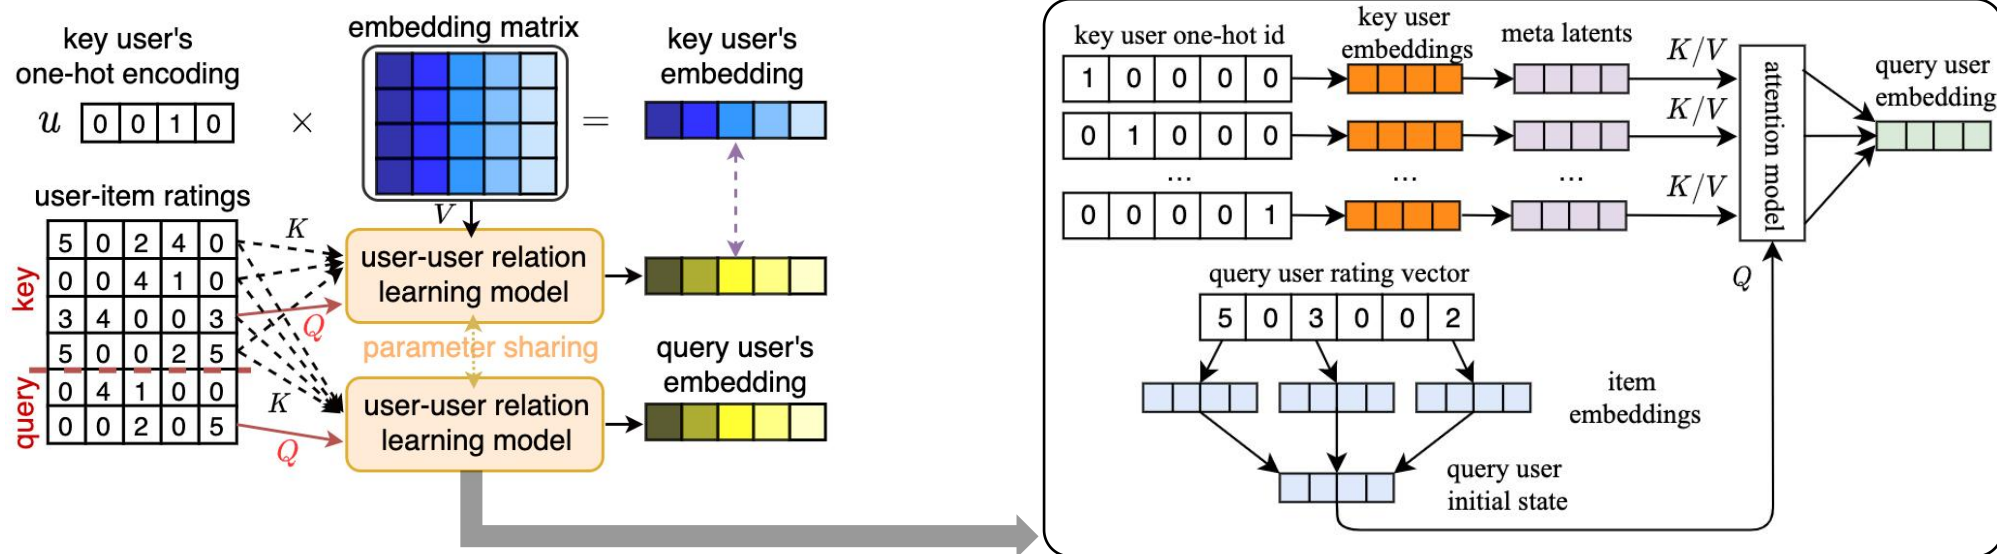 key user's
one-hot encoding
u 0 0 1 0
×
embedding matrix
=
key user's
embedding
user-item ratings
key
query
5 0 2 4 0
0 0 4 1 0
3 4 0 0 3
5 0 0 2 5
0 4 1 0 0
0 0 2 0 5
K
V
Q
K
Q
user-user relation
learning model
parameter sharing
user-user relation
learning model
query user's
embedding
key user one-hot id
key user
embeddings
meta latents
1 0 0 0 0
K/V
0 1 0 0 0
K/V
... ... ...
0 0 0 0 1
K/V
attention model
query user
embedding
Q
query user rating vector
5 0 3 0 0 2
item
embeddings
query user
initial state